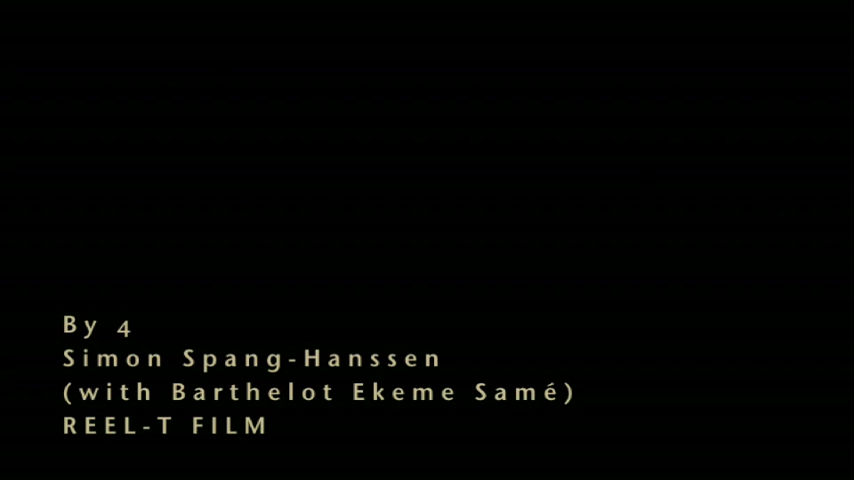 By 4
Simon Spang-Hanssen
(with Barthelot Ekeme Samé)
REEL-T FILM